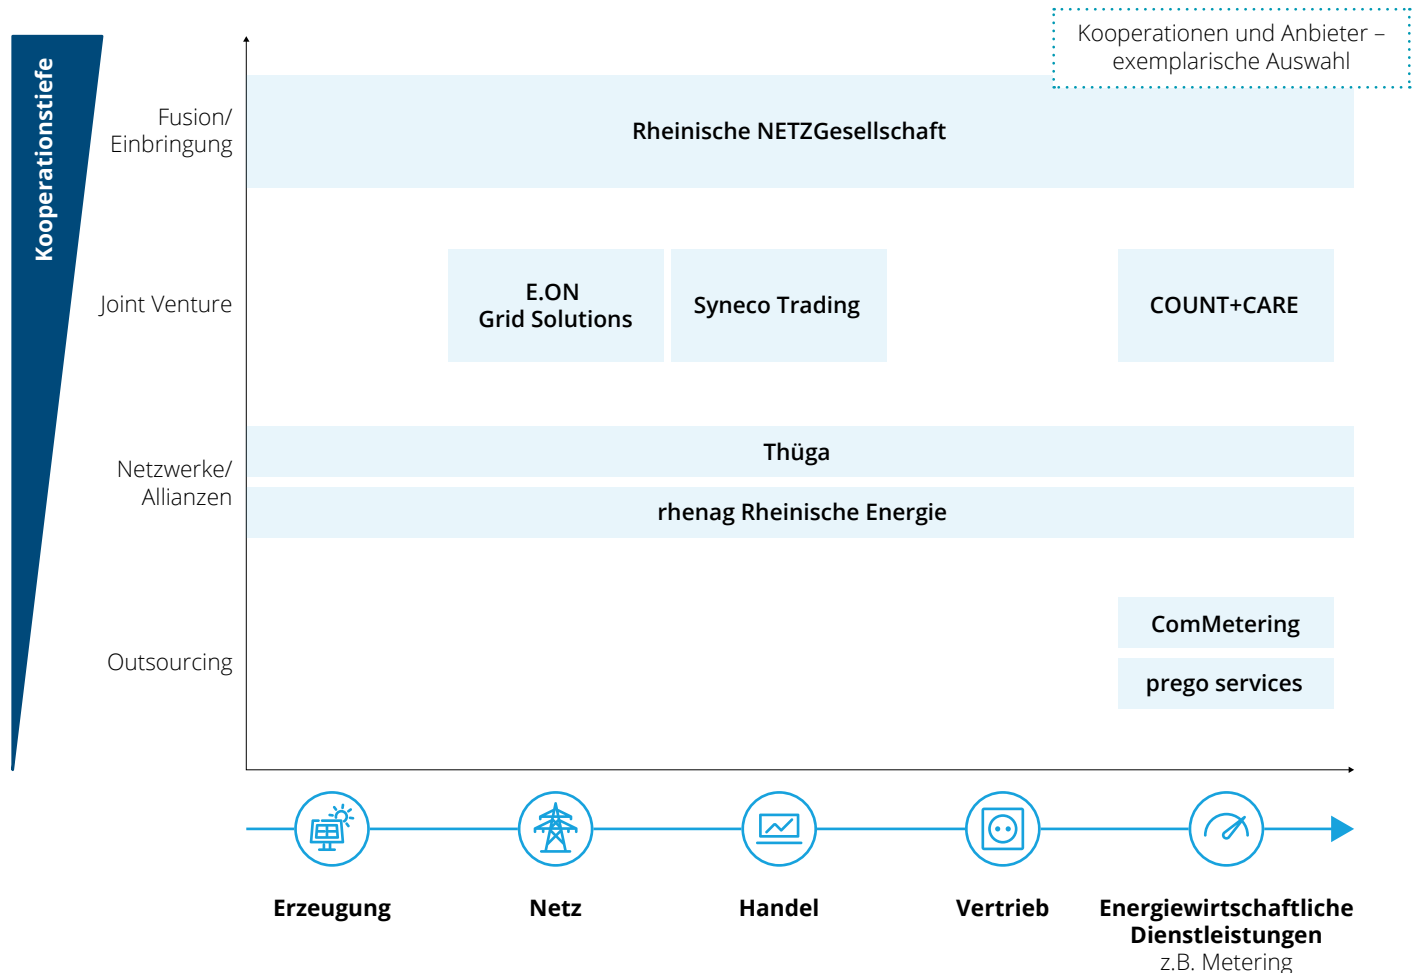 Kooperationen und Anbieter –
exemplarische Auswahl
Kooperationstiefe
Fusion/
Einbringung
Rheinische NETZGesellschaft
Joint Venture
E.ON
Grid Solutions
Syneco Trading
COUNT+CARE
Netzwerke/
Allianzen
Thüga
rhenag Rheinische Energie
Outsourcing
ComMetering
prego services
Erzeugung
Netz
Handel
Vertrieb
Energiewirtschaftliche
Dienstleistungen
z.B. Metering